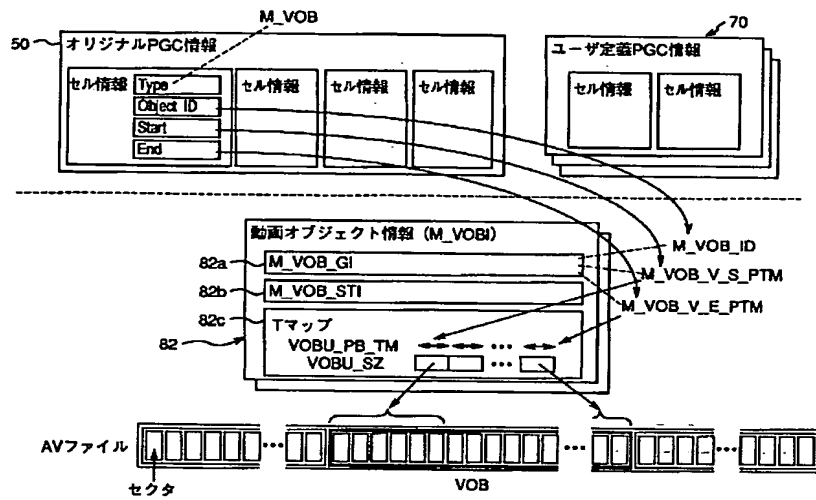 M_VOB
50
オリジナルPGC情報
70
ユーザ定義PGC情報
セル情報
Type
Object ID
Start
End
セル情報
セル情報
セル情報
セル情報
セル情報
動画オブジェクト情報 (M_VOBI)
82a
M_VOB_GI
82b
M_VOB_STI
82c
Tマップ
82
VOBU_PB_TM
•••
VOBU_SZ
•••
M_VOB_ID
M_VOB_V_S_PTM
M_VOB_V_E_PTM
AVファイル
•••
•••
•••
セクタ
VOB